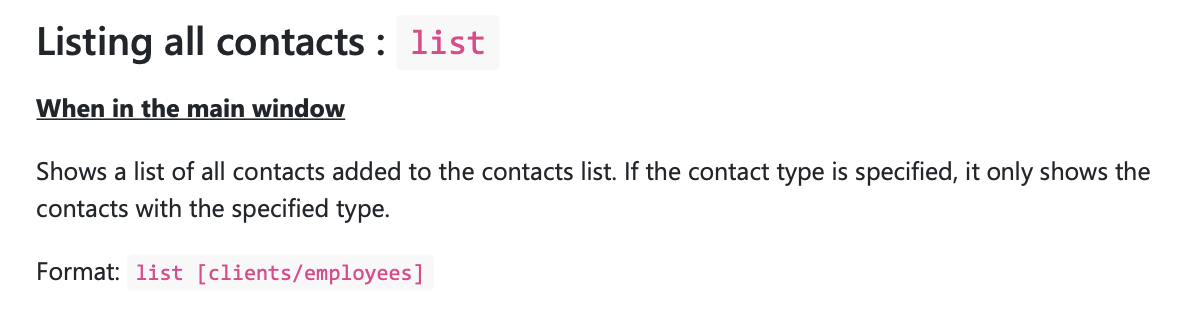 Listing all contacts : list
When in the main window
Shows a list of all contacts added to the contacts list. If the contact type is specified, it only shows the
contacts with the specified type.
Format: list [clients/employees]